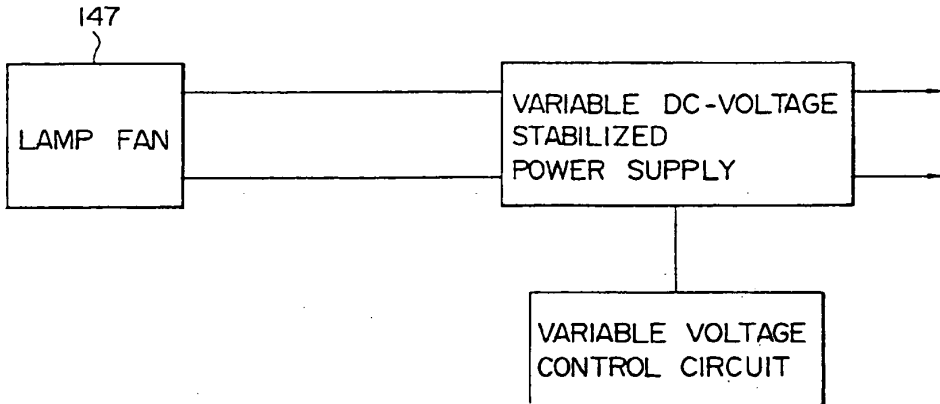 147
LAMP FAN
VARIABLE DC-VOLTAGE
STABILIZED
POWER SUPPLY
VARIABLE VOLTAGE
CONTROL CIRCUIT